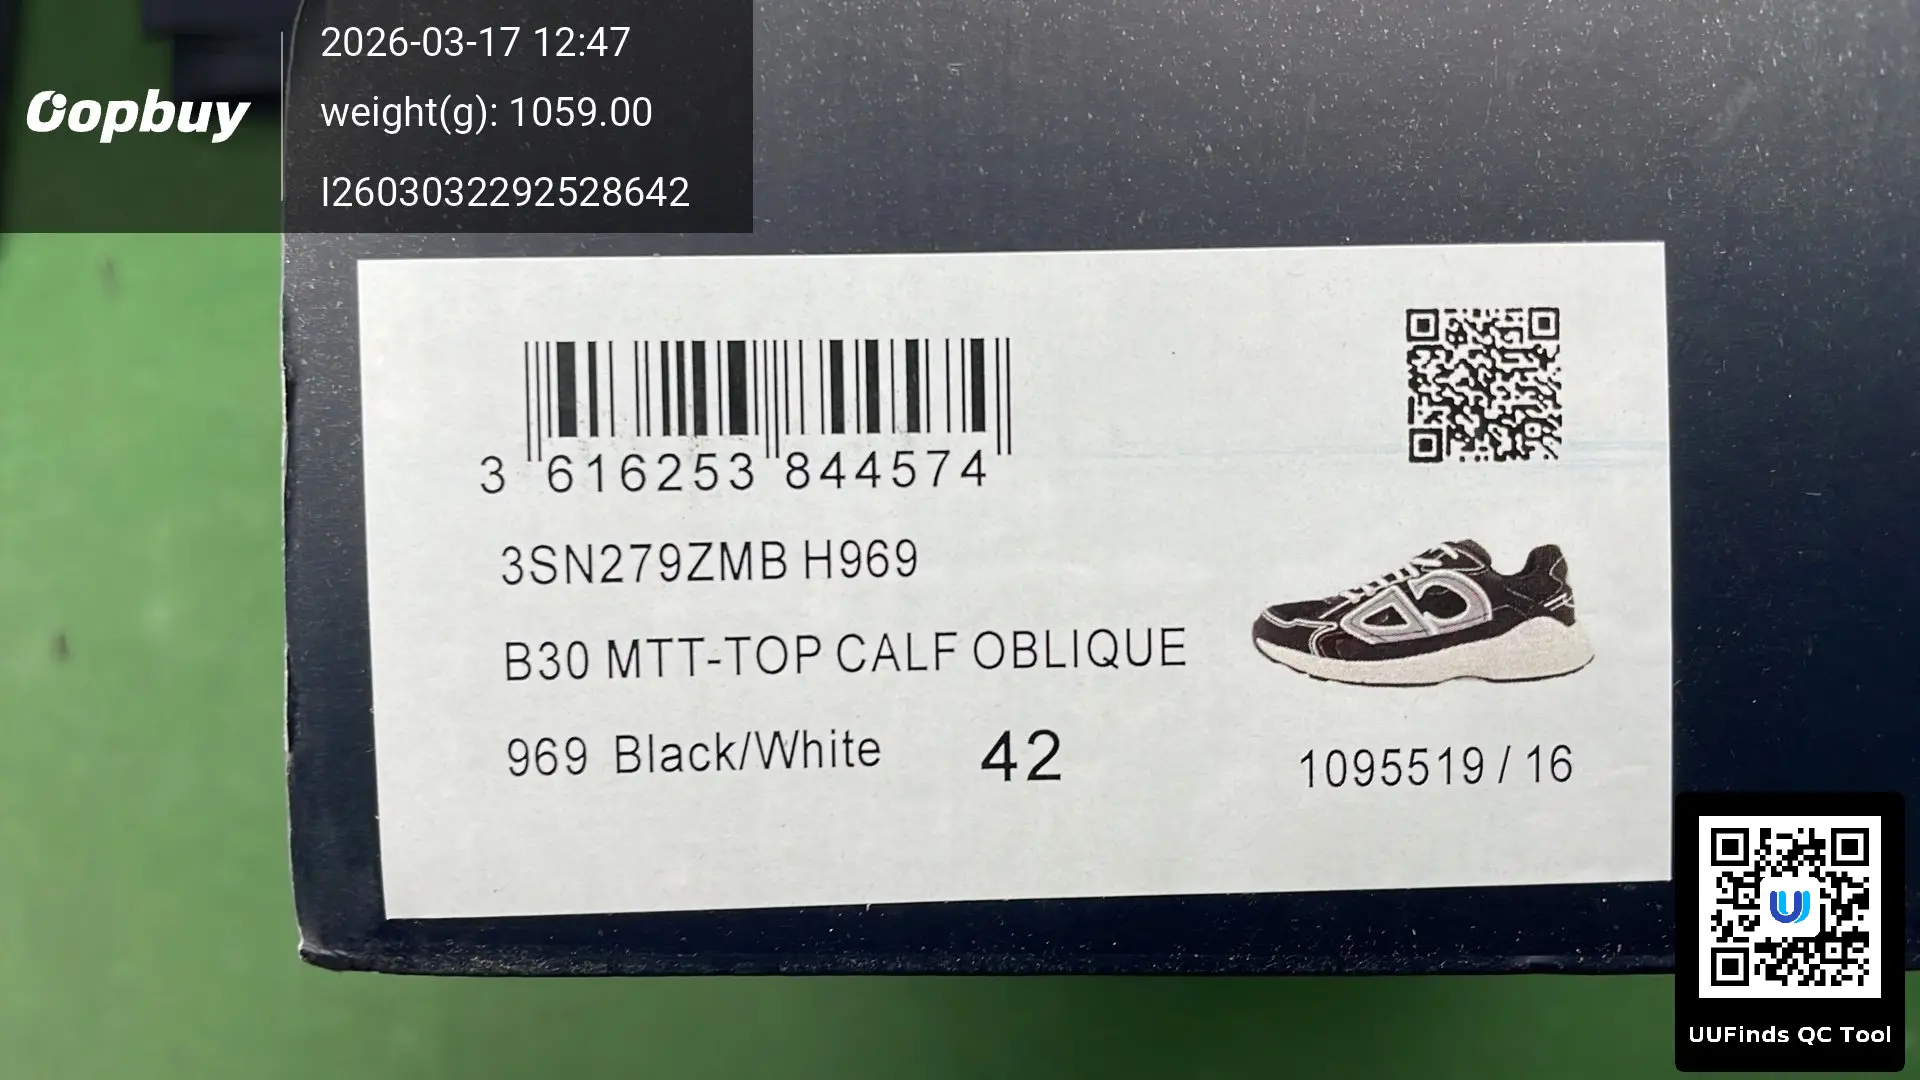 Oopbuy
2026-03-17 12:47
weight(g): 1059.00
I2603032292528642
3 616253 844574
3SN279ZMB H969
B30 MTT-TOP CALF OBLIQUE
969 Black/White 42
1095519 / 16
UUFinds QC Tool